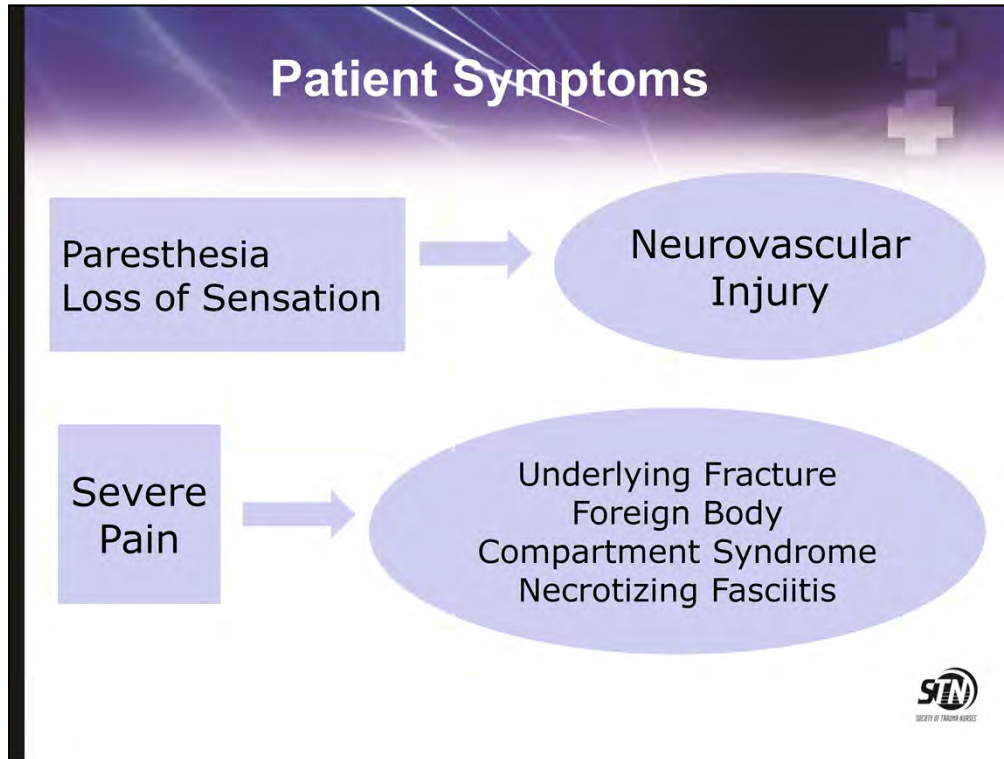 Patient Symptoms
Paresthesia
Loss of Sensation
Neurovascular
Injury
Severe
Pain
Underlying Fracture
Foreign Body
Compartment Syndrome
Necrotizing Fasciitis
STN
SOCIETY OF TRAUMA NURSES